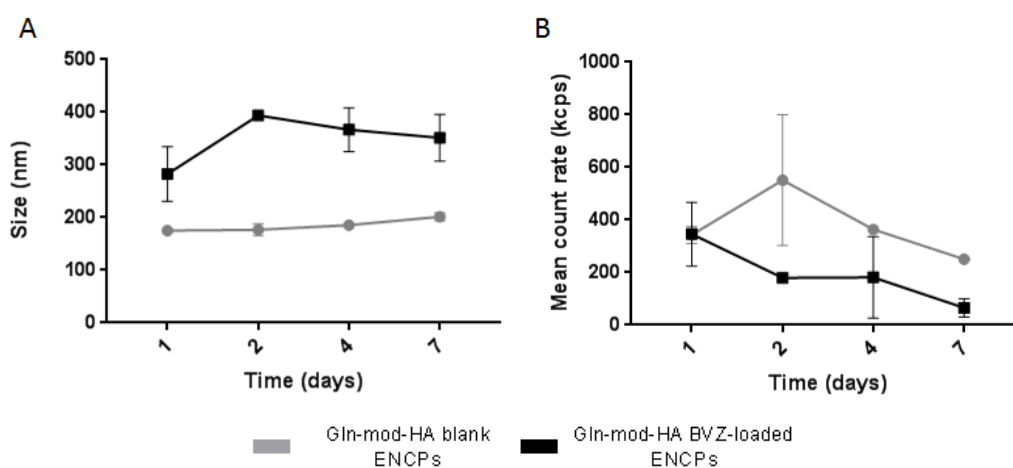 A
B
Size (nm)
500
400
300
200
100
0
1
2
4
7
Time (days)
Mean count rate (kcps)
1000
800
600
400
200
0
1
2
4
7
Time (days)
Gln-mod-HA blank
ENCPs
Gln-mod-HA BVZ-loaded
ENCPs